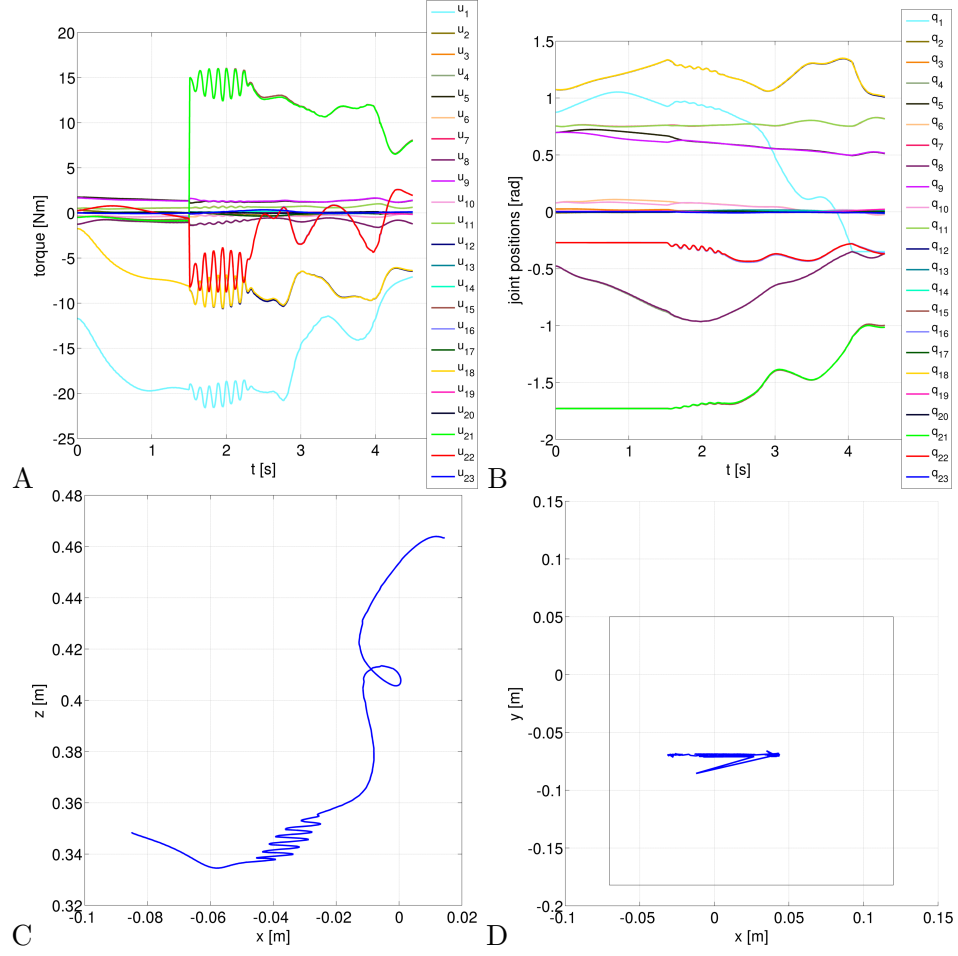 20
15
10
5
0
-5
-10
-15
-20
-25
0
1
2
3
4
torque [Nm]
t [s]
u1
u2
u3
u4
u5
u6
u7
u8
u9
u10
u11
u12
u13
u14
u15
u16
u17
u18
u19
u20
u21
u22
u23
A
1.5
1
0.5
0
-0.5
-1
-1.5
-2
0
1
2
3
4
joint positions [rad]
t [s]
q1
q2
q3
q4
q5
q6
q7
q8
q9
q10
q11
q12
q13
q14
q15
q16
q17
q18
q19
q20
q21
q22
q23
B
0.48
0.46
0.44
0.42
0.4
0.38
0.36
0.34
0.32
-0.1
-0.08
-0.06
-0.04
-0.02
0
0.02
z [m]
x [m]
C
0.15
0.1
0.05
0
-0.05
-0.1
-0.15
-0.2
-0.1
-0.05
0
0.05
0.1
0.15
y [m]
x [m]
D